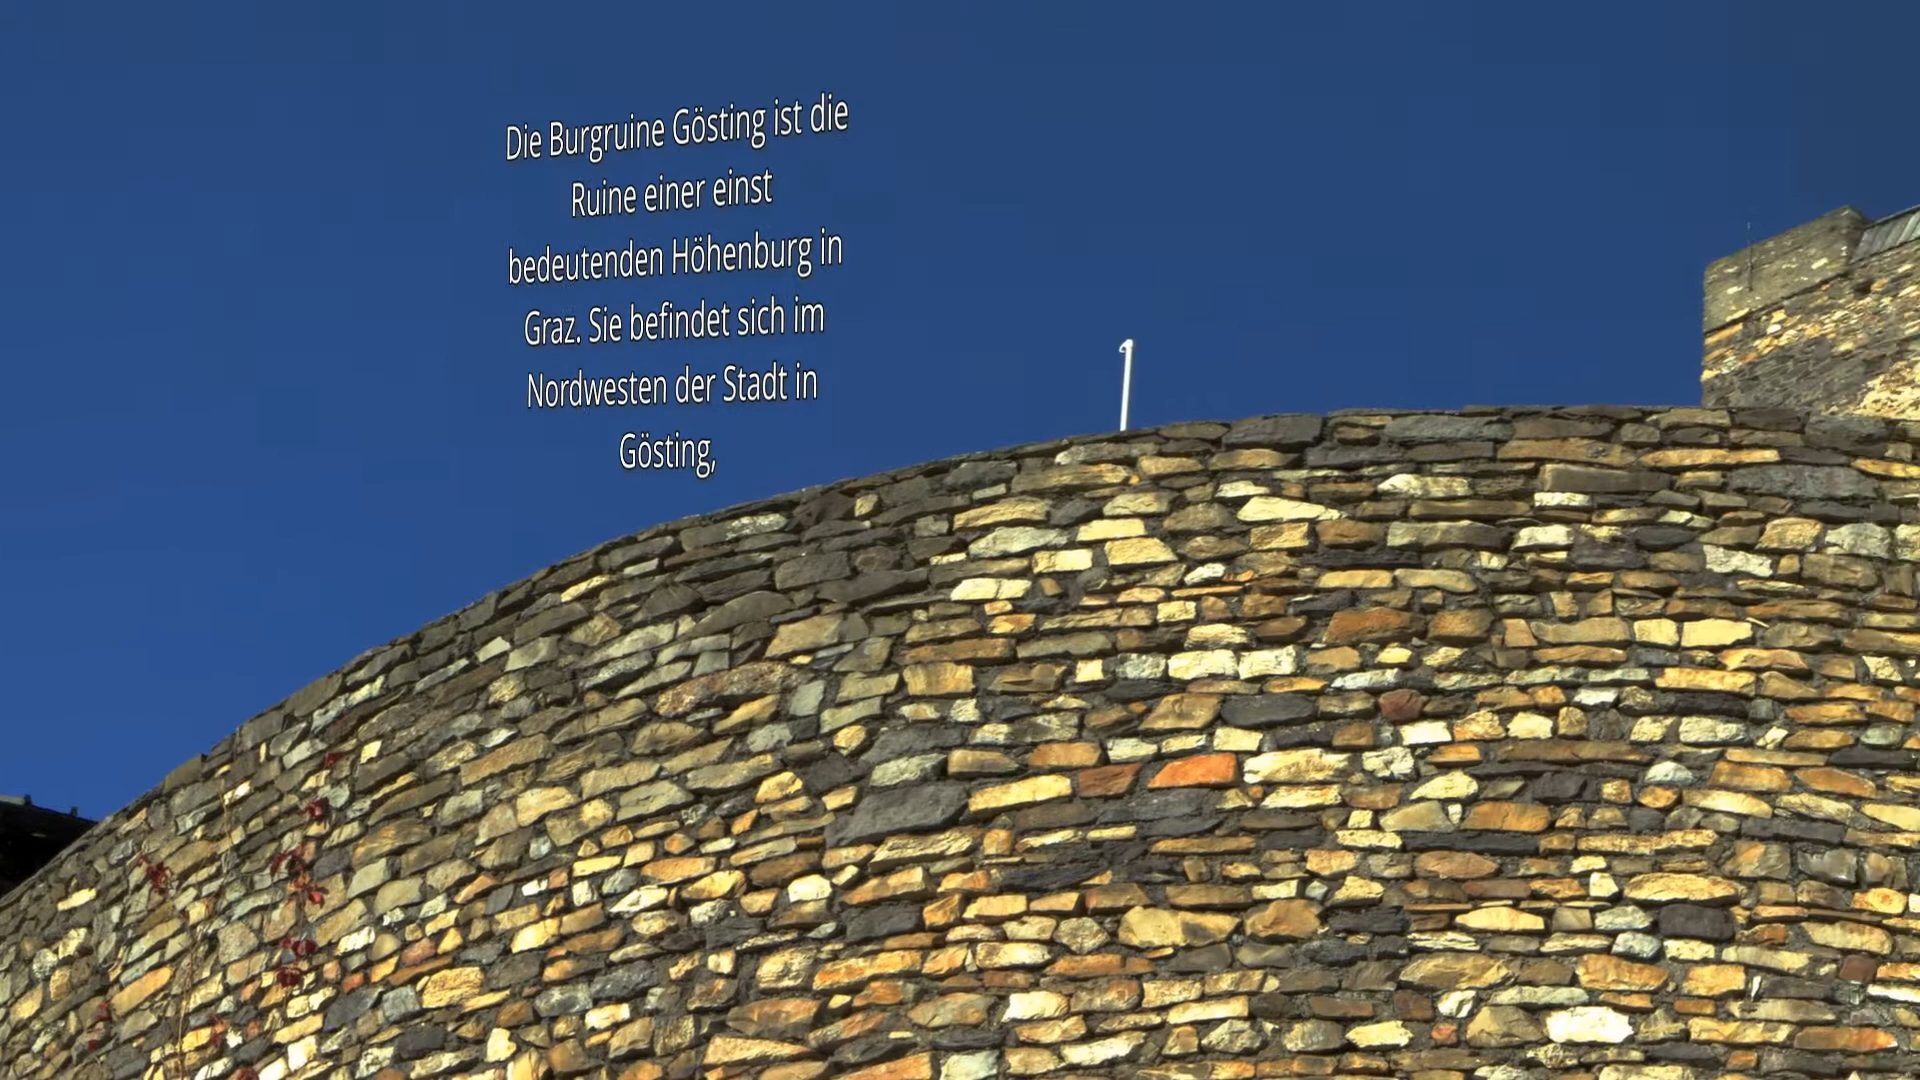 Die Burgruine Gösting ist die
Ruine einer einst
bedeutenden Höhenburg in
Graz. Sie befindet sich im
Nordwesten der Stadt in
Gösting,